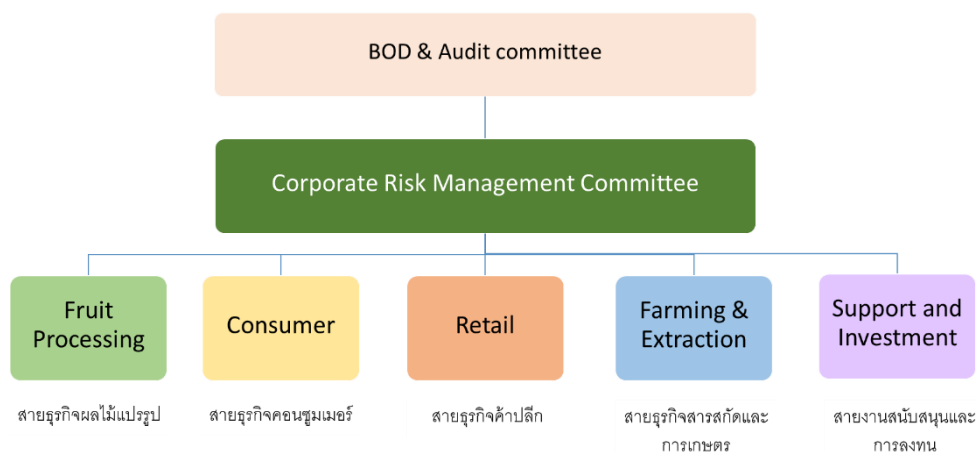 BOD & Audit committee
Corporate Risk Management Committee
Fruit
Processing
Consumer
Retail
Farming &
Extraction
Support and
Investment
สายธุรกิจผลไม้แปรรูป
สายธุรกิจคอนซูมเมอร์
สายธุรกิจค้าปลีก
สายธุรกิจสารสกัดและ
การเกษตร
สายงานสนับสนุนและ
การลงทน